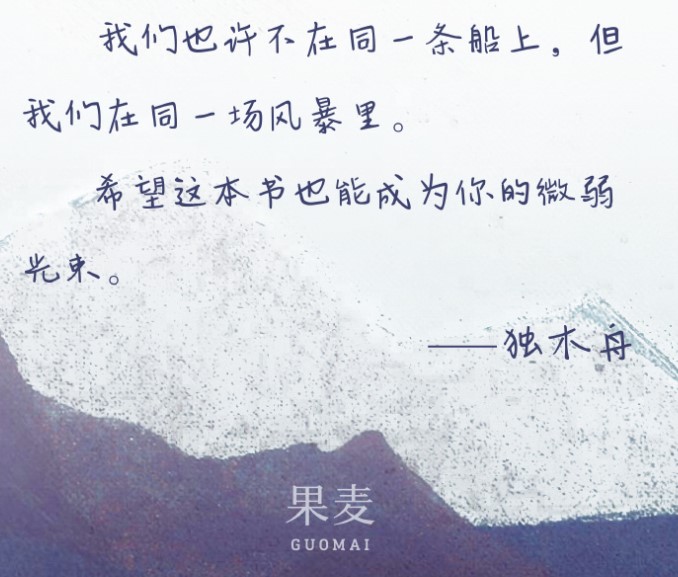 我们也许不在同一条船上，但
我们在同一场风暴里。
希望这本书也能成为你的微弱
光束。
——独木舟
果麦
GUOMAI